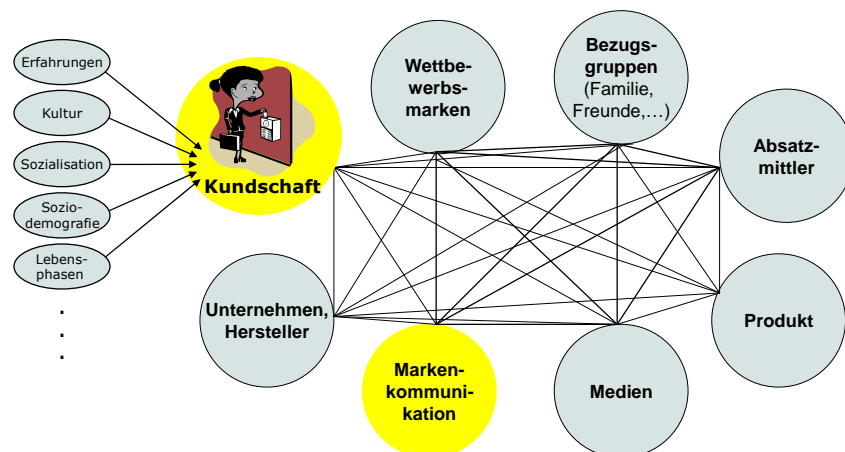 Erfahrungen
Kultur
Sozialisation
Sozio-
demografie
Lebens-
phasen
.
.
.
Kundschaft
Wettbe-
werbs-
marken
Bezugs-
gruppen
(Familie,
Freunde,…)
Absatz-
mittler
Unternehmen,
Hersteller
Marken-
kommuni-
kation
Medien
Produkt